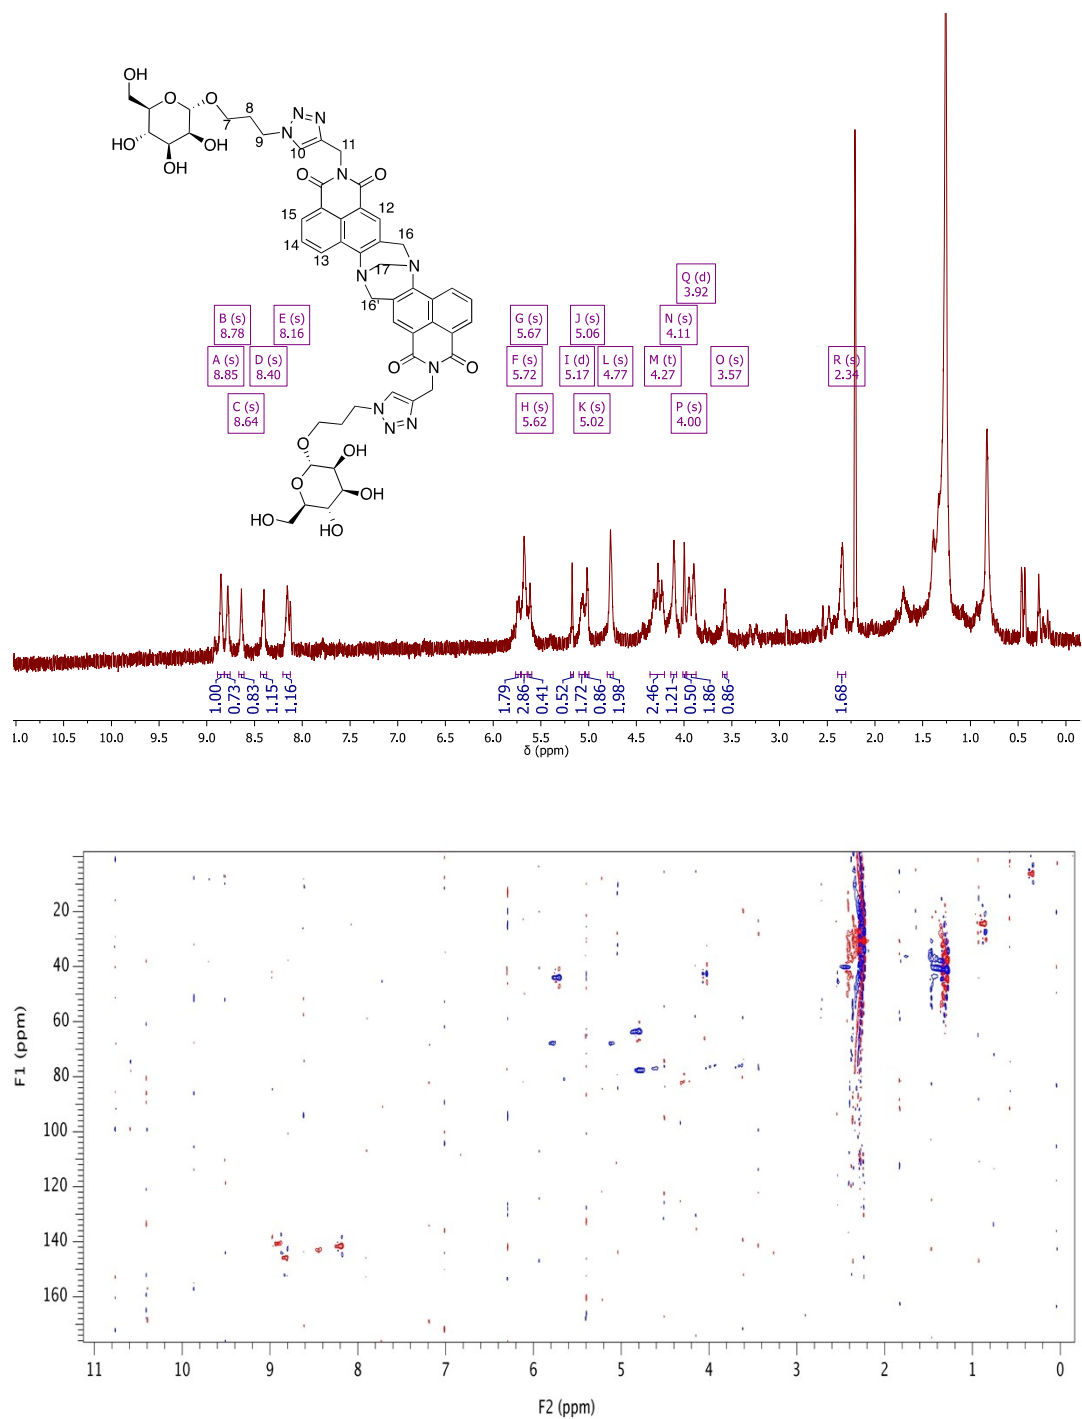 OH
O
O
8
7
9
N
N
N
10
11
HO
HO
OH
OH
O
N
O
15
12
14
13
16
N
17
N
16'
O
N
O
N
N
N
O
OH
O
OH
HO
HO
Q (d)
3.92
B (s)
8.78
E (s)
8.16
G (s)
5.67
J (s)
5.06
N (s)
4.11
A (s)
8.85
D (s)
8.40
F (s)
5.72
I (d)
5.17
L (s)
4.77
M (t)
4.27
O (s)
3.57
R (s)
2.34
C (s)
8.64
H (s)
5.62
K (s)
5.02
P (s)
4.00
1.00
0.73
0.83
1.15
1.16
1.79
2.86
0.41
0.52
1.72
0.86
1.98
2.46
1.21
0.50
1.86
0.86
1.68
1.0 10.5 10.0 9.5 9.0 8.5 8.0 7.5 7.0 6.5 6.0 5.5 5.0 4.5 4.0 3.5 3.0 2.5 2.0 1.5 1.0 0.5 0.0
δ (ppm)
F1 (ppm)
20
40
60
80
100
120
140
160
11 10 9 8 7 6 5 4 3 2 1 0
F2 (ppm)